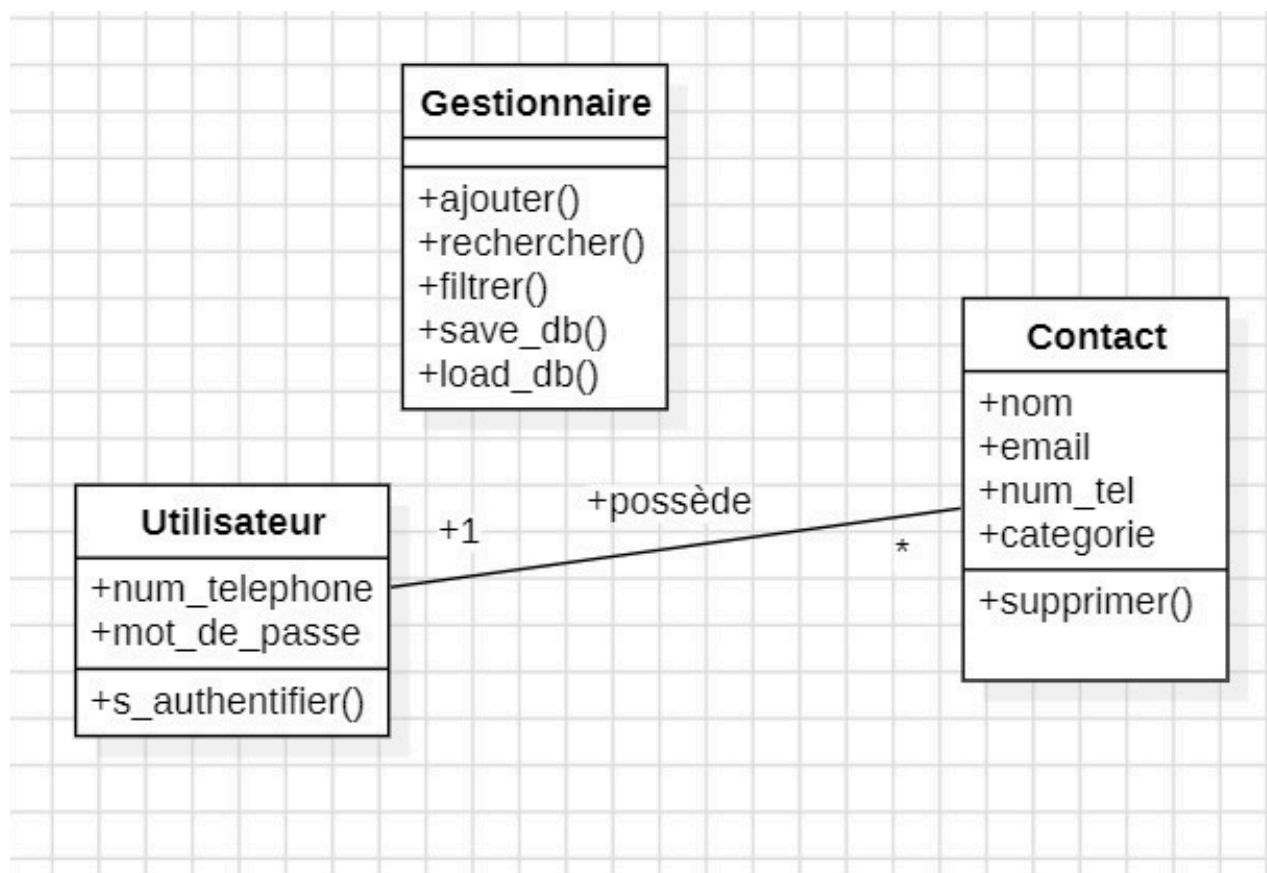 Gestionnaire
+ajouter()
+rechercher()
+filtrer()
+save_db()
+load_db()
Contact
+nom
+email
+num_tel
+categorie
+supprimer()
+possède
+1
*
Utilisateur
+num_telephone
+mot_de_passe
+s_authentifier()